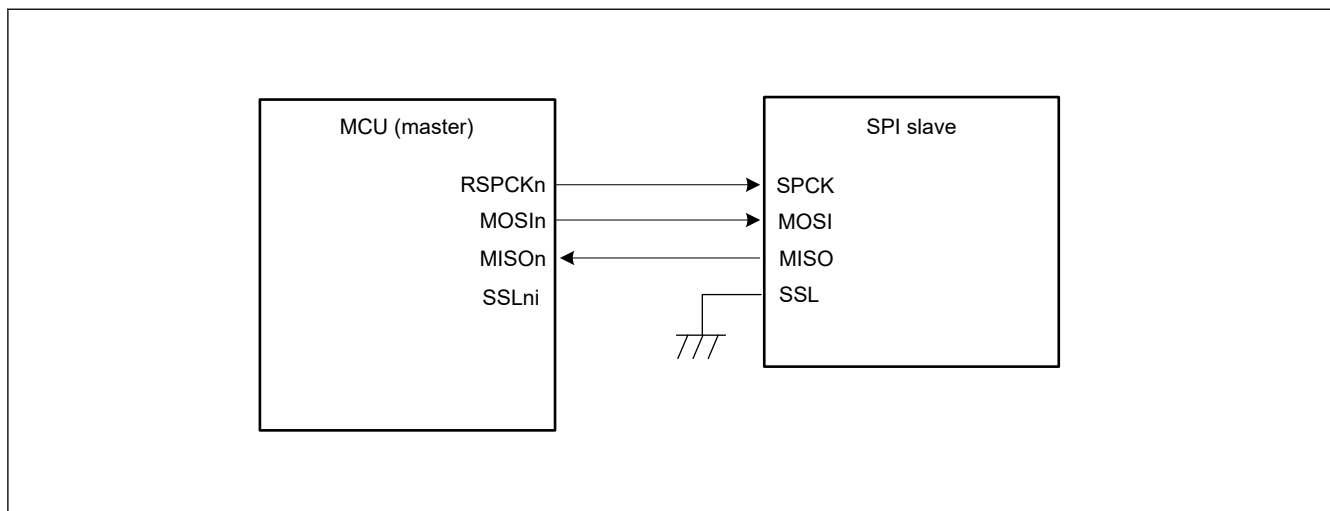 MCU (master)
SPI slave
RSPCKn
SPCK
MOSIn
MOSI
MISOn
MISO
SSLni
SSL